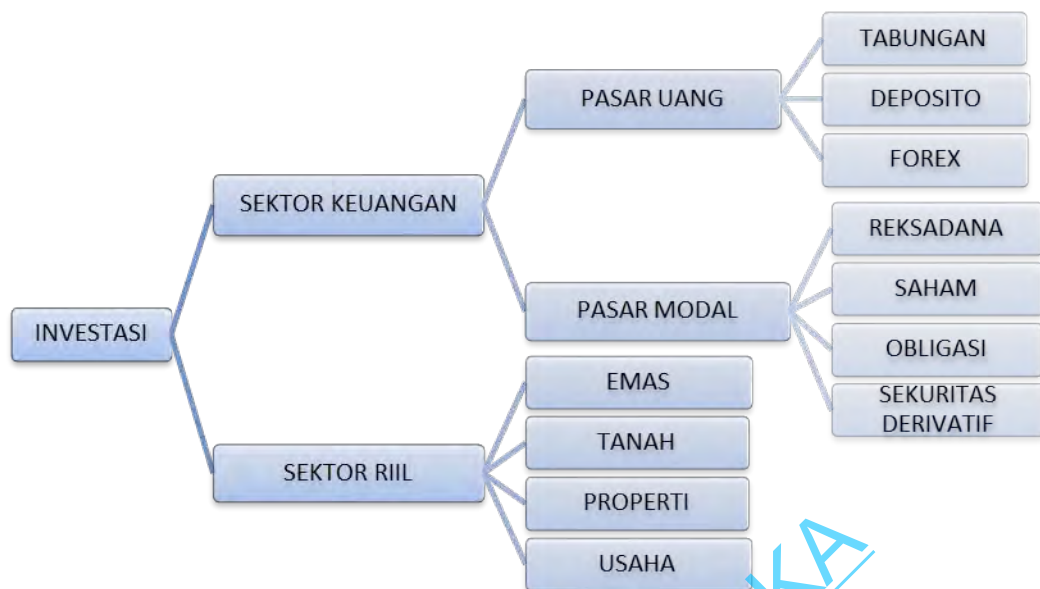 INVESTASI
SEKTOR KEUANGAN
PASAR UANG
TABUNGAN
DEPOSITO
FOREX
PASAR MODAL
REKSADANA
SAHAM
OBLIGASI
SEKURITAS
DERIVATIF
SEKTOR RIIL
EMAS
TANAH
PROPERTI
USAHA
KA